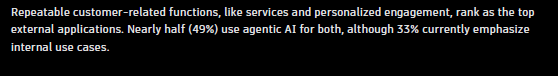 Repeatable customer-related functions, like services and personalized engagement, rank as the top
external applications. Nearly half (49%) use agentic AI for both, although 33% currently emphasize
internal use cases.